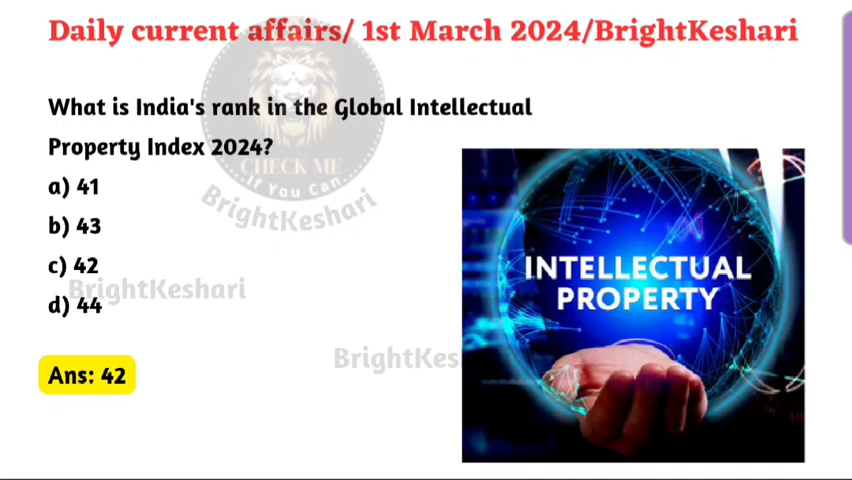 Daily current affairs/ 1st March 2024/BrightKeshari
What is India's rank in the Global Intellectual
Property Index 2024?
CHECK ME
If You Can..
BrightKeshari
a) 41
b) 43
c) 42
BrightKeshari
d) 44
INTELLECTUAL
PROPERTY
BrightKes
Ans: 42